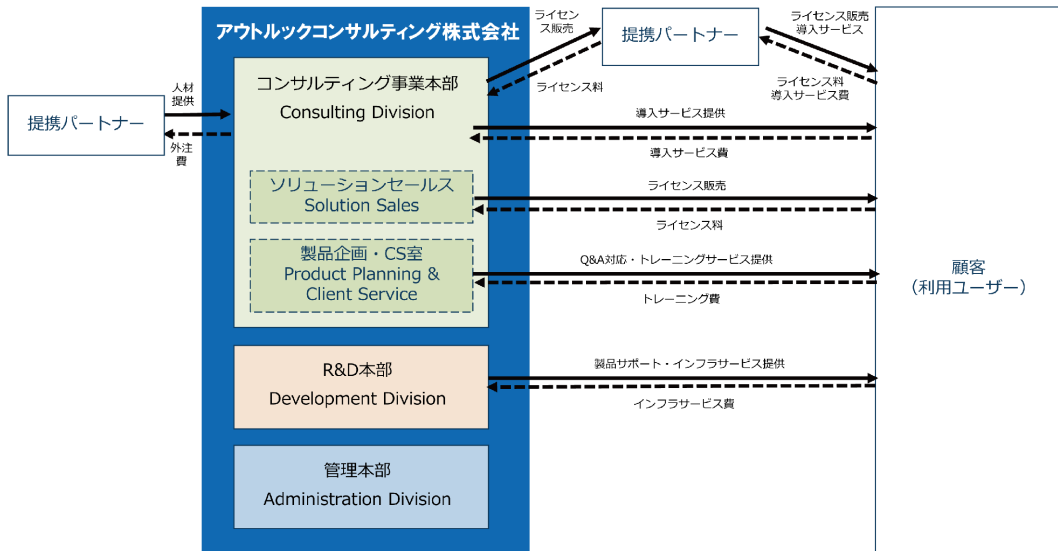 アウトルックコンサルティング株式会社
提携パートナー
人材
提供
外注
費
コンサルティング事業本部
Consulting Division
ソリューションセールス
Solution Sales
製品企画・CS室
Product Planning &
Client Service
R&D本部
Development Division
管理本部
Administration Division
ライセン
ス販売
ライセンス料
提携パートナー
ライセンス販売
導入サービス
ライセンス料
導入サービス費
導入サービス提供
導入サービス費
ライセンス販売
ライセンス料
Q&A対応・トレーニングサービス提供
トレーニング費
製品サポート・インフラサービス提供
インフラサービス費
顧客
（利用ユーザー）